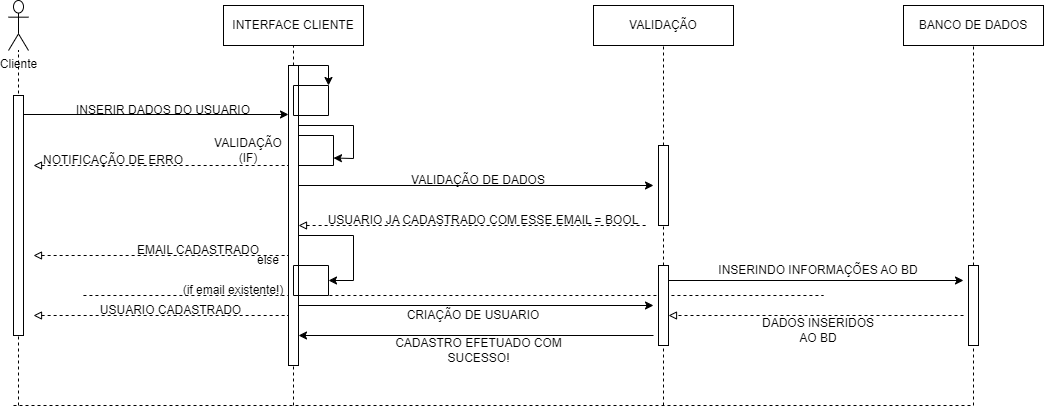 Cliente
INTERFACE CLIENTE
VALIDAÇÃO
BANCO DE DADOS
INSERIR DADOS DO USUARIO
VALIDAÇÃO
(IF)
NOTIFICAÇÃO DE ERRO
VALIDAÇÃO DE DADOS
USUARIO JA CADASTRADO COM ESSE EMAIL = BOOL
EMAIL CADASTRADO
else
INSERINDO INFORMAÇÕES AO BD
(if email existente!)
USUARIO CADASTRADO
CRIAÇÃO DE USUARIO
DADOS INSERIDOS
AO BD
CADASTRO EFETUADO COM
SUCESSO!